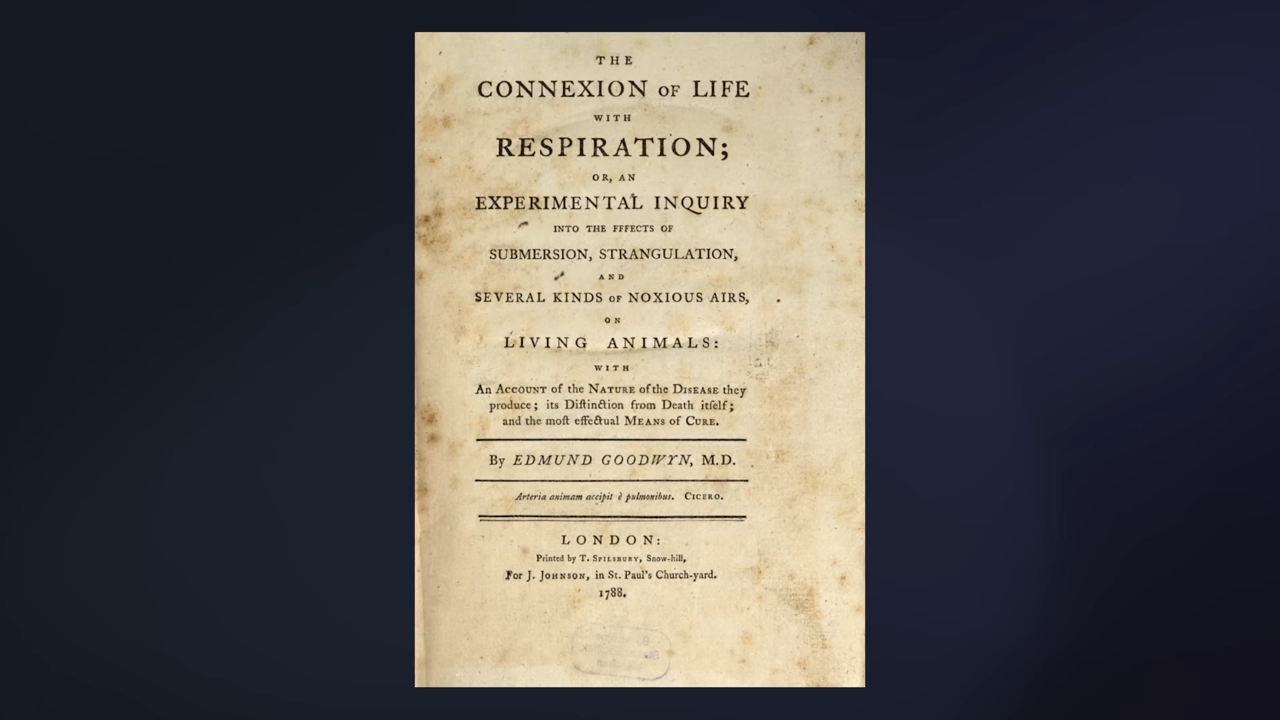 THE
CONNEXION OF LIFE
WITH
RESPIRATION;
OR, AN
EXPERIMENTAL INQUIRY
INTO THE FFFECTS OF
SUBMERSION, STRANGULATION,
AND
SEVERAL KINDS OF NOXIOUS AIRS,
ON
LIVING ANIMALS:
WITH
An ACCOUNT of the NATURE of the DISEASE they
produce; its Diſtinction from Death itſelf;
and the moſt effectual MEANS of CURE.
By EDMUND GOODWYN, M.D.
Arteria animam accipit è pulmonibus. CICERO.
LONDON:
Printed by T. SPILSBURY, Snow-hill,
For J. JOHNSON, in St. Paul's Church-yard.
1788.